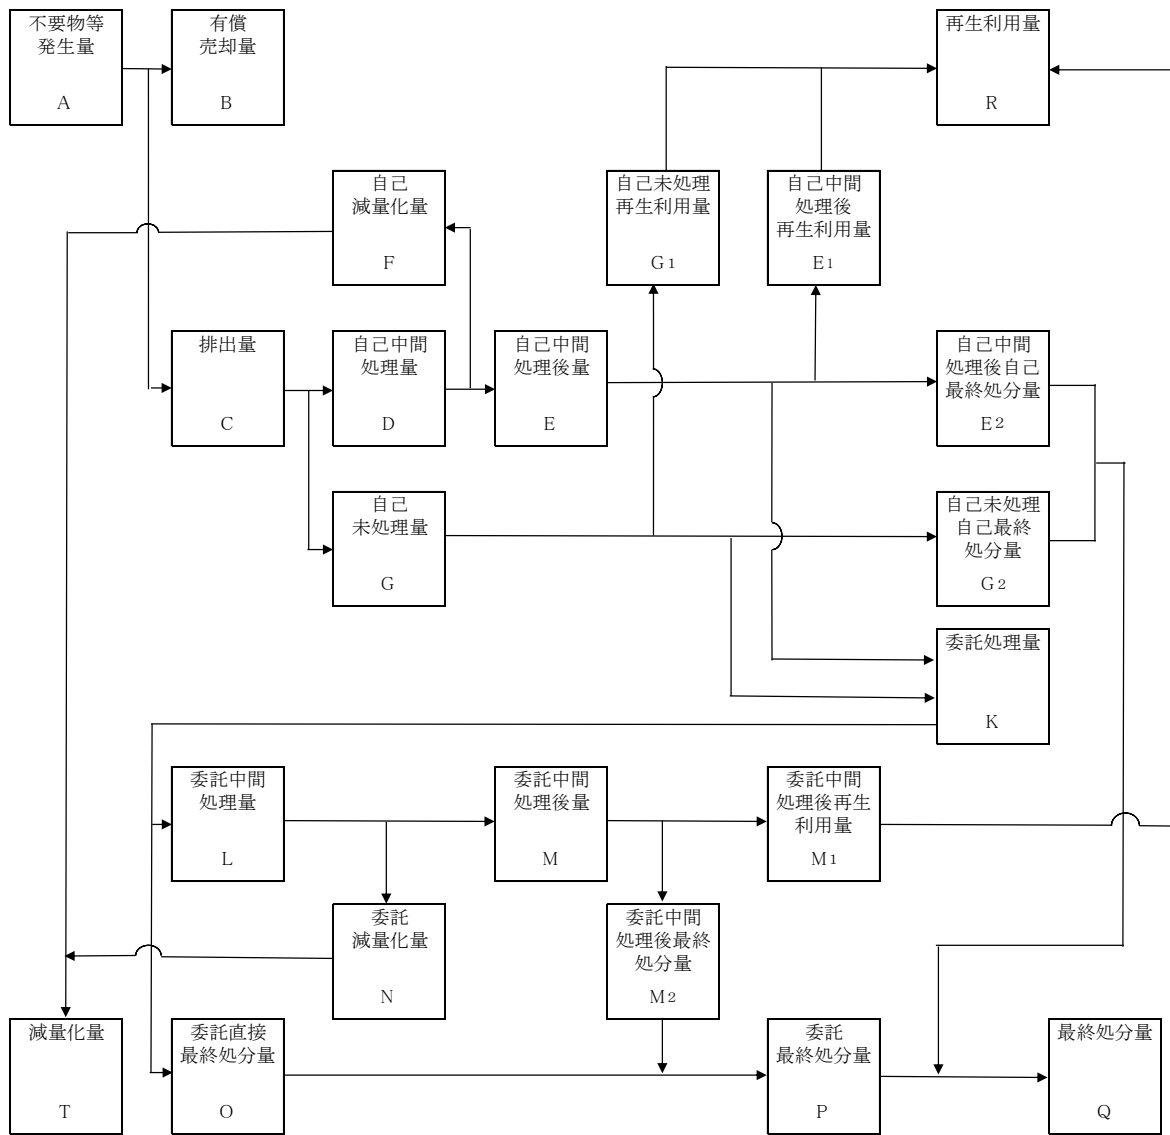 不要物等
発生量
A
有償
売却量
B
再生利用量
R
自己
減量化量
F
自己未処理
再生利用量
G1
自己中間
処理後
再生利用量
E1
排出量
C
自己中間
処理量
D
自己中間
処理後量
E
自己中間
処理後自己
最終処分量
E2
自己
未処理量
G
自己未処理
自己最終
処分量
G2
委託処理量
K
委託中間
処理量
L
委託中間
処理後量
M
委託中間
処理後再生
利用量
M1
委託
減量化量
N
委託中間
処理後最終
処分量
M2
減量化量
T
委託直接
最終処分量
O
委託
最終処分量
P
最終処分量
Q